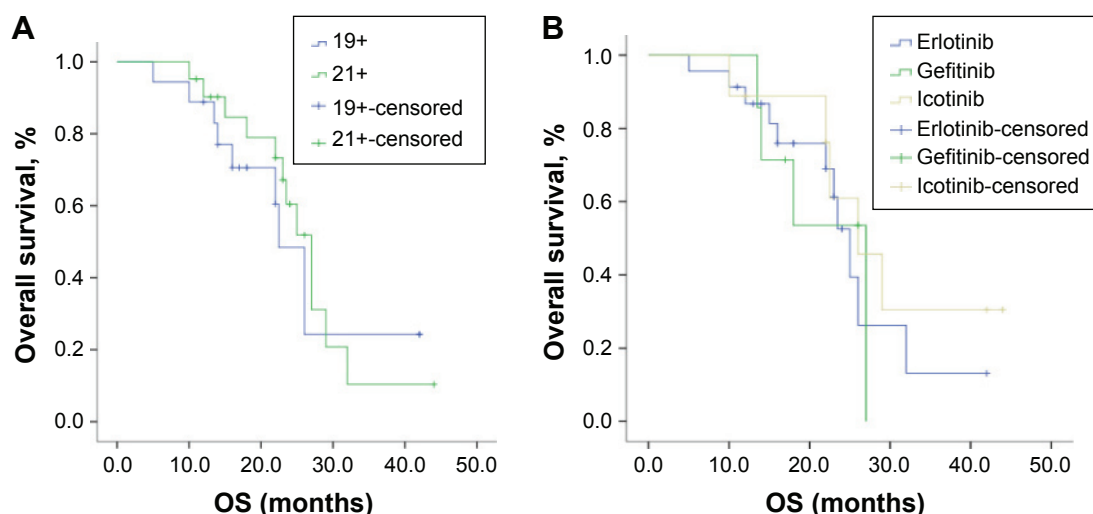 A
19+
21+
19+-censored
21+-censored
Overall survival, %
1.0
0.8
0.6
0.4
0.2
0.0
0.0 10.0 20.0 30.0 40.0 50.0
OS (months)
B
Erlotinib
Gefitinib
Icotinib
Erlotinib-censored
Gefitinib-censored
Icotinib-censored
Overall survival, %
1.0
0.8
0.6
0.4
0.2
0.0
0.0 10.0 20.0 30.0 40.0 50.0
OS (months)